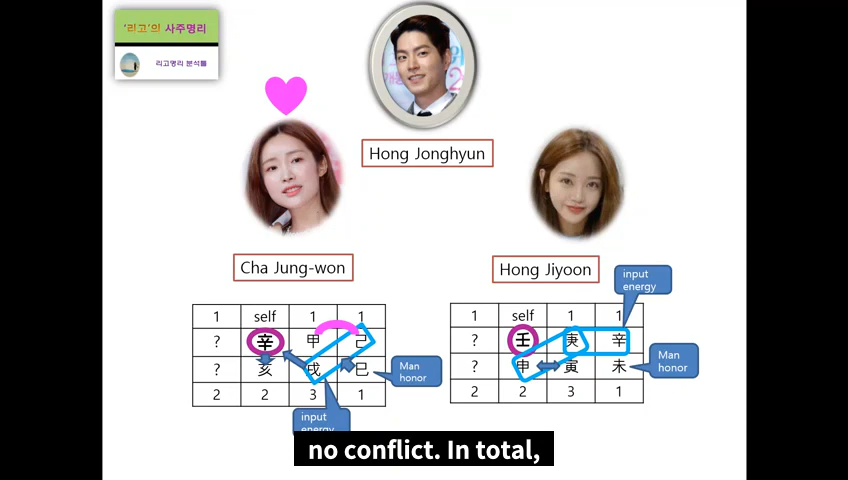 '리고'의 사주명리
리고명리 분석틀
Hong Jonghyun
Cha Jung-won
Hong Jiyoon
input
energy
1 self 1 1
? 辛 甲 己
? 亥 戌 巳
2 2 3 1
Man
honor
input
energy
1 self 1 1
? 壬 庚 辛
? 申 寅 未
2 2 3 1
Man
honor
no conflict. In total,